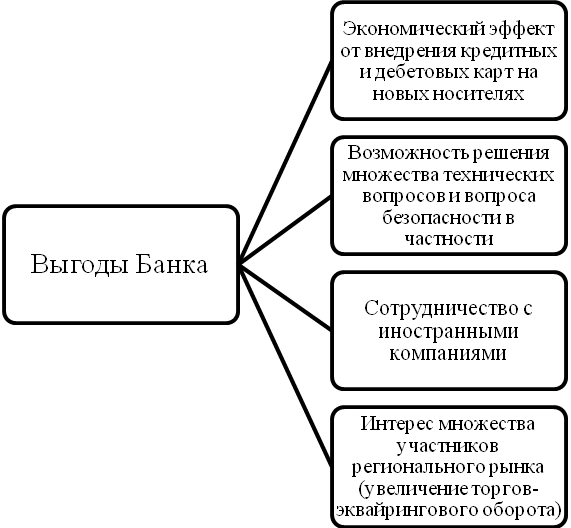 Экономический эффект
от внедрения кредитных
и дебетовых карт на
новых носителях
Возможность решения
множества технических
вопросов и вопроса
безопасности в
частности
Выгоды Банка
Сотрудничество с
иностранными
компаниями
Интерес множества
участников
регионального рынка
(увеличение торгов-
эквайрингового оборота)